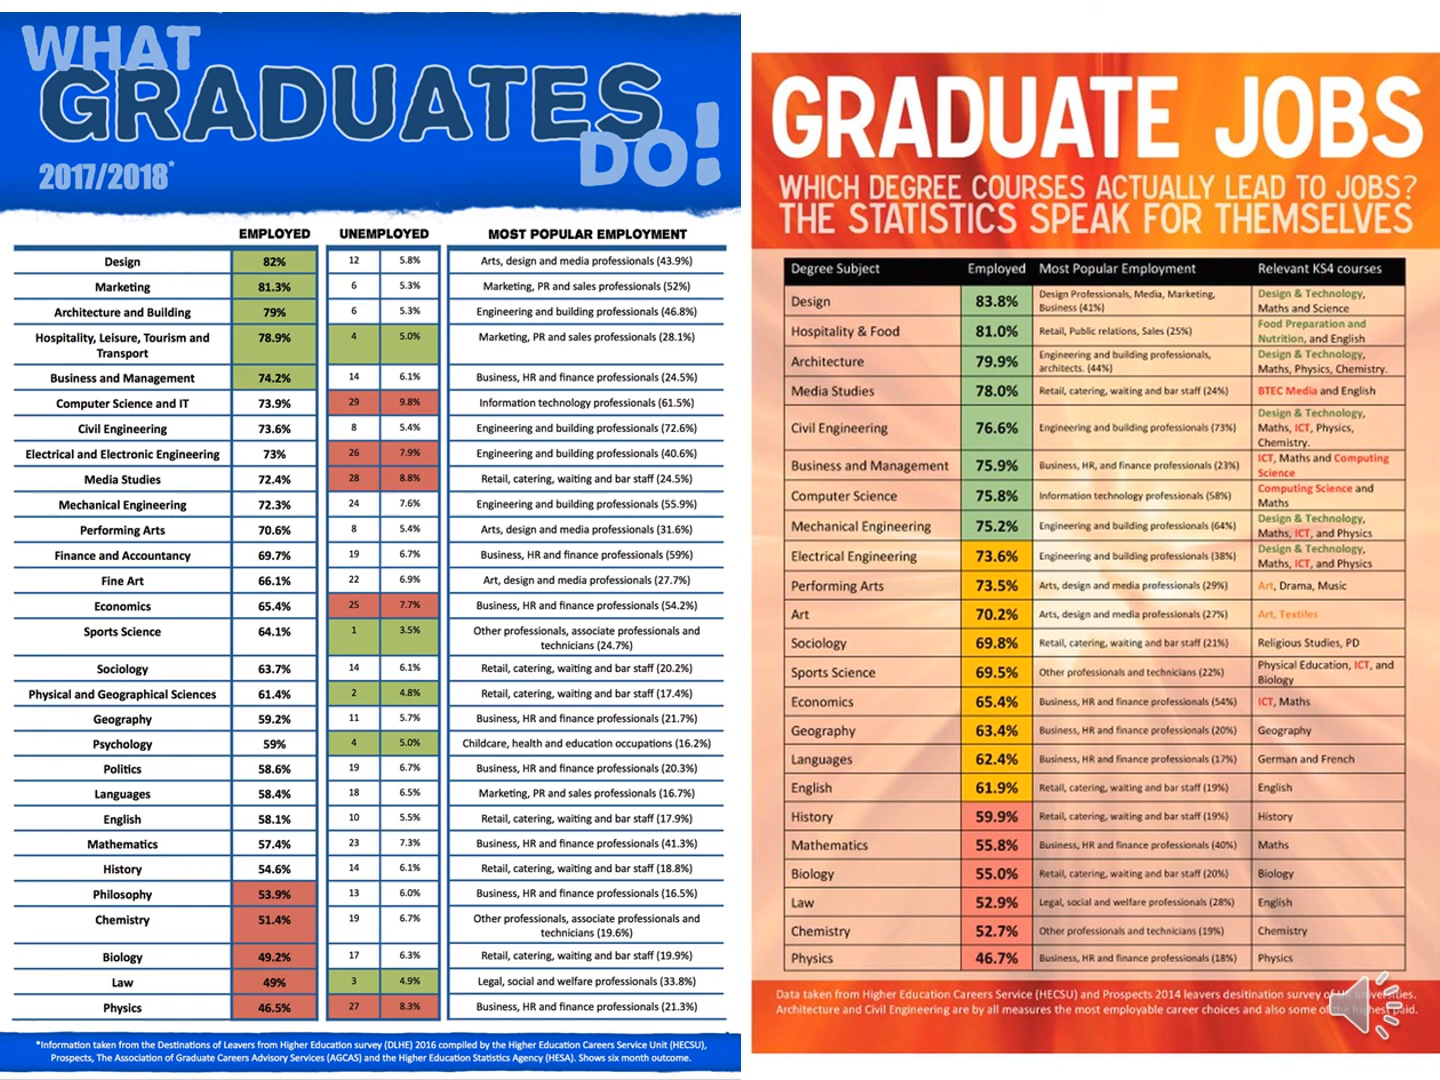 WHAT
GRADUATES
DO!
2017/2018*
EMPLOYED UNEMPLOYED MOST POPULAR EMPLOYMENT
Design 82% 12 5.8% Arts, design and media professionals (43.9%)
Marketing 81.3% 6 5.3% Marketing, PR and sales professionals (52%)
Architecture and Building 79% 6 5.3% Engineering and building professionals (46.8%)
Hospitality, Leisure, Tourism and 78.9% 4 5.0% Marketing, PR and sales professionals (28.1%)
Transport
Business and Management 74.2% 14 6.1% Business, HR and finance professionals (24.5%)
Computer Science and IT 73.9% 29 9.8% Information technology professionals (61.5%)
Civil Engineering 73.6% 8 5.4% Engineering and building professionals (72.6%)
Electrical and Electronic Engineering 73% 26 7.9% Engineering and building professionals (40.6%)
Media Studies 72.4% 28 8.8% Retail, catering, waiting and bar staff (24.5%)
Mechanical Engineering 72.3% 24 7.6% Engineering and building professionals (55.9%)
Performing Arts 70.6% 8 5.4% Arts, design and media professionals (31.6%)
Finance and Accountancy 69.7% 19 6.7% Business, HR and finance professionals (59%)
Fine Art 66.1% 22 6.9% Art, design and media professionals (27.7%)
Economics 65.4% 25 7.7% Business, HR and finance professionals (54.2%)
Sports Science 64.1% 1 3.5% Other professionals, associate professionals and
technicians (24.7%)
Sociology 63.7% 14 6.1% Retail, catering, waiting and bar staff (20.2%)
Physical and Geographical Sciences 61.4% 2 4.8% Retail, catering, waiting and bar staff (17.4%)
Geography 59.2% 11 5.7% Business, HR and finance professionals (21.7%)
Psychology 59% 4 5.0% Childcare, health and education occupations (16.2%)
Politics 58.6% 19 6.7% Business, HR and finance professionals (20.3%)
Languages 58.4% 18 6.5% Marketing, PR and sales professionals (16.7%)
English 58.1% 10 5.5% Retail, catering, waiting and bar staff (17.9%)
Mathematics 57.4% 23 7.3% Business, HR and finance professionals (41.3%)
History 54.6% 14 6.1% Retail, catering, waiting and bar staff (18.8%)
Philosophy 53.9% 13 6.0% Business, HR and finance professionals (16.5%)
Chemistry 51.4% 19 6.7% Other professionals, associate professionals and
technicians (19.6%)
Biology 49.2% 17 6.3% Retail, catering, waiting and bar staff (19.9%)
Law 49% 3 4.9% Legal, social and welfare professionals (33.8%)
Physics 46.5% 27 8.3% Business, HR and finance professionals (21.3%)
*Information taken from the Destinations of Leavers from Higher Education survey (DLHE) 2016 compiled by the Higher Education Careers Service Unit (HECSU),
Prospects, The Association of Graduate Careers Advisory Services (AGCAS) and the Higher Education Statistics Agency (HESA). Shows six month outcome.
GRADUATE JOBS
WHICH DEGREE COURSES ACTUALLY LEAD TO JOBS?
THE STATISTICS SPEAK FOR THEMSELVES
Degree Subject Employed Most Popular Employment Relevant KS4 courses
Design 83.8% Design Professionals, Media, Marketing, Design & Technology,
Business (41%) Maths and Science
Hospitality & Food 81.0% Retail, Public relations, Sales (25%) Food Preparation and
Nutrition, and English
Architecture 79.9% Engineering and building professionals, Design & Technology,
architects. (44%) Maths, Physics, Chemistry.
Media Studies 78.0% Retail, catering, waiting and bar staff (24%) BTEC Media and English
Civil Engineering 76.6% Engineering and building professionals (73%) Design & Technology,
Maths, ICT, Physics,
Chemistry.
Business and Management 75.9% Business, HR, and finance professionals (23%) ICT, Maths and Computing
Science
Computer Science 75.8% Information technology professionals (58%) Computing Science and
Maths
Mechanical Engineering 75.2% Engineering and building professionals (64%) Design & Technology,
Maths, ICT, and Physics
Electrical Engineering 73.6% Engineering and building professionals (38%) Design & Technology,
Maths, ICT, and Physics
Performing Arts 73.5% Arts, design and media professionals (29%) Art, Drama, Music
Art 70.2% Arts, design and media professionals (27%) Art, Textiles
Sociology 69.8% Retail, catering, waiting and bar staff (21%) Religious Studies, PD
Sports Science 69.5% Other professionals and technicians (22%) Physical Education, ICT, and
Biology
Economics 65.4% Business, HR and finance professionals (54%) ICT, Maths
Geography 63.4% Business, HR and finance professionals (20%) Geography
Languages 62.4% Business, HR and finance professionals (17%) German and French
English 61.9% Retail, catering, waiting and bar staff (19%) English
History 59.9% Retail, catering, waiting and bar staff (19%) History
Mathematics 55.8% Business, HR and finance professionals (40%) Maths
Biology 55.0% Retail, catering, waiting and bar staff (20%) Biology
Law 52.9% Legal, social and welfare professionals (28%) English
Chemistry 52.7% Other professionals and technicians (19%) Chemistry
Physics 46.7% Business, HR and finance professionals (18%) Physics
Data taken from Higher Education Careers Service (HECSU) and Prospects 2014 leavers desitination survey of UK universities.
Architecture and Civil Engineering are by all measures the most employable career choices and also some of the highest paid.